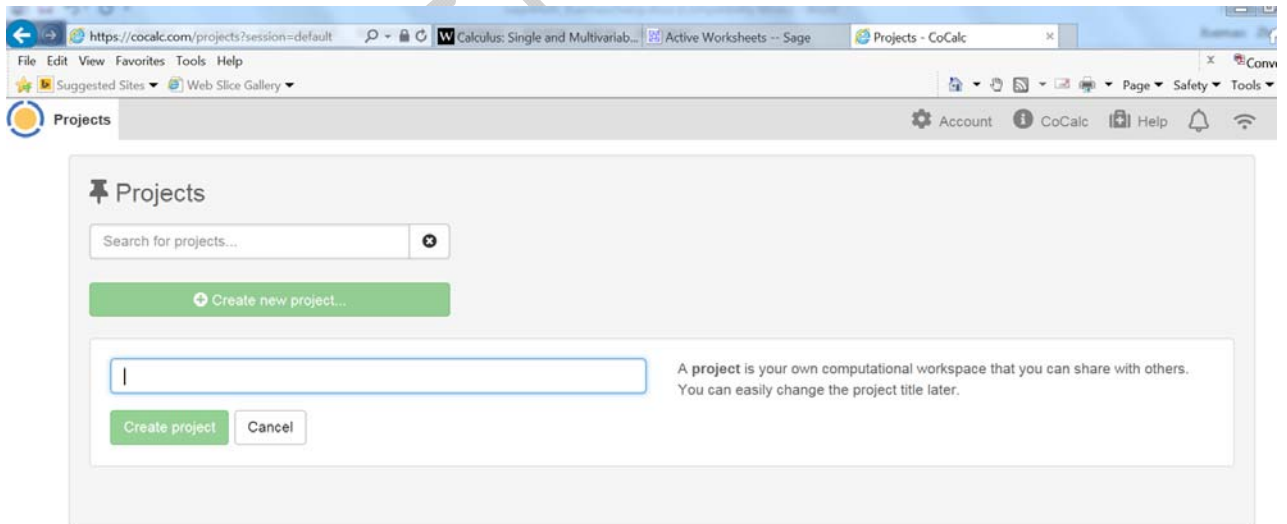 https://cocalc.com/projects?session=default
Calculus: Single and Multivariab...
Active Worksheets -- Sage
Projects - CoCalc
File Edit View Favorites Tools Help
x Conve
Suggested Sites Web Slice Gallery
Page Safety Tools
Projects
Account CoCalc Help
Projects
Search for projects...
Create new project...
A project is your own computational workspace that you can share with others.
You can easily change the project title later.
Create project Cancel